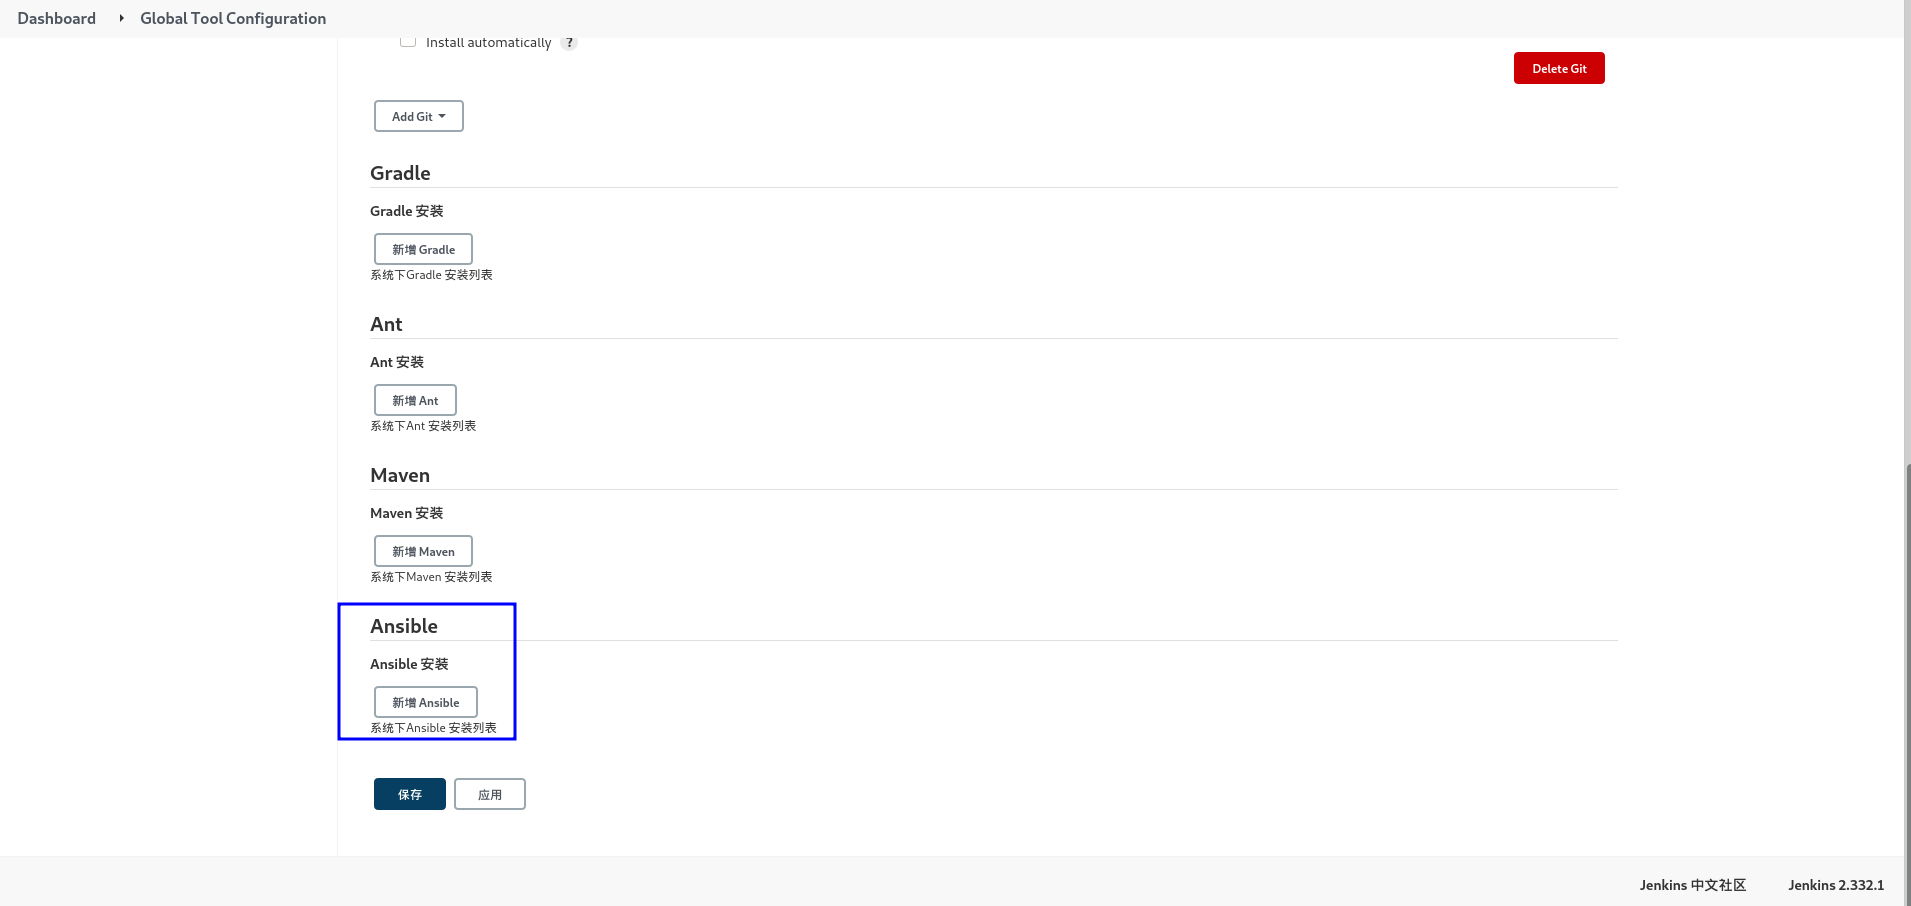 Dashboard Global Tool Configuration
Install automatically ?
Delete Git
Add Git
Gradle
Gradle 安装
新增 Gradle
系统下Gradle 安装列表
Ant
Ant 安装
新增 Ant
系统下Ant 安装列表
Maven
Maven 安装
新增 Maven
系统下Maven 安装列表
Ansible
Ansible 安装
新增 Ansible
系统下Ansible 安装列表
保存 应用
Jenkins 中文社区 Jenkins 2.332.1